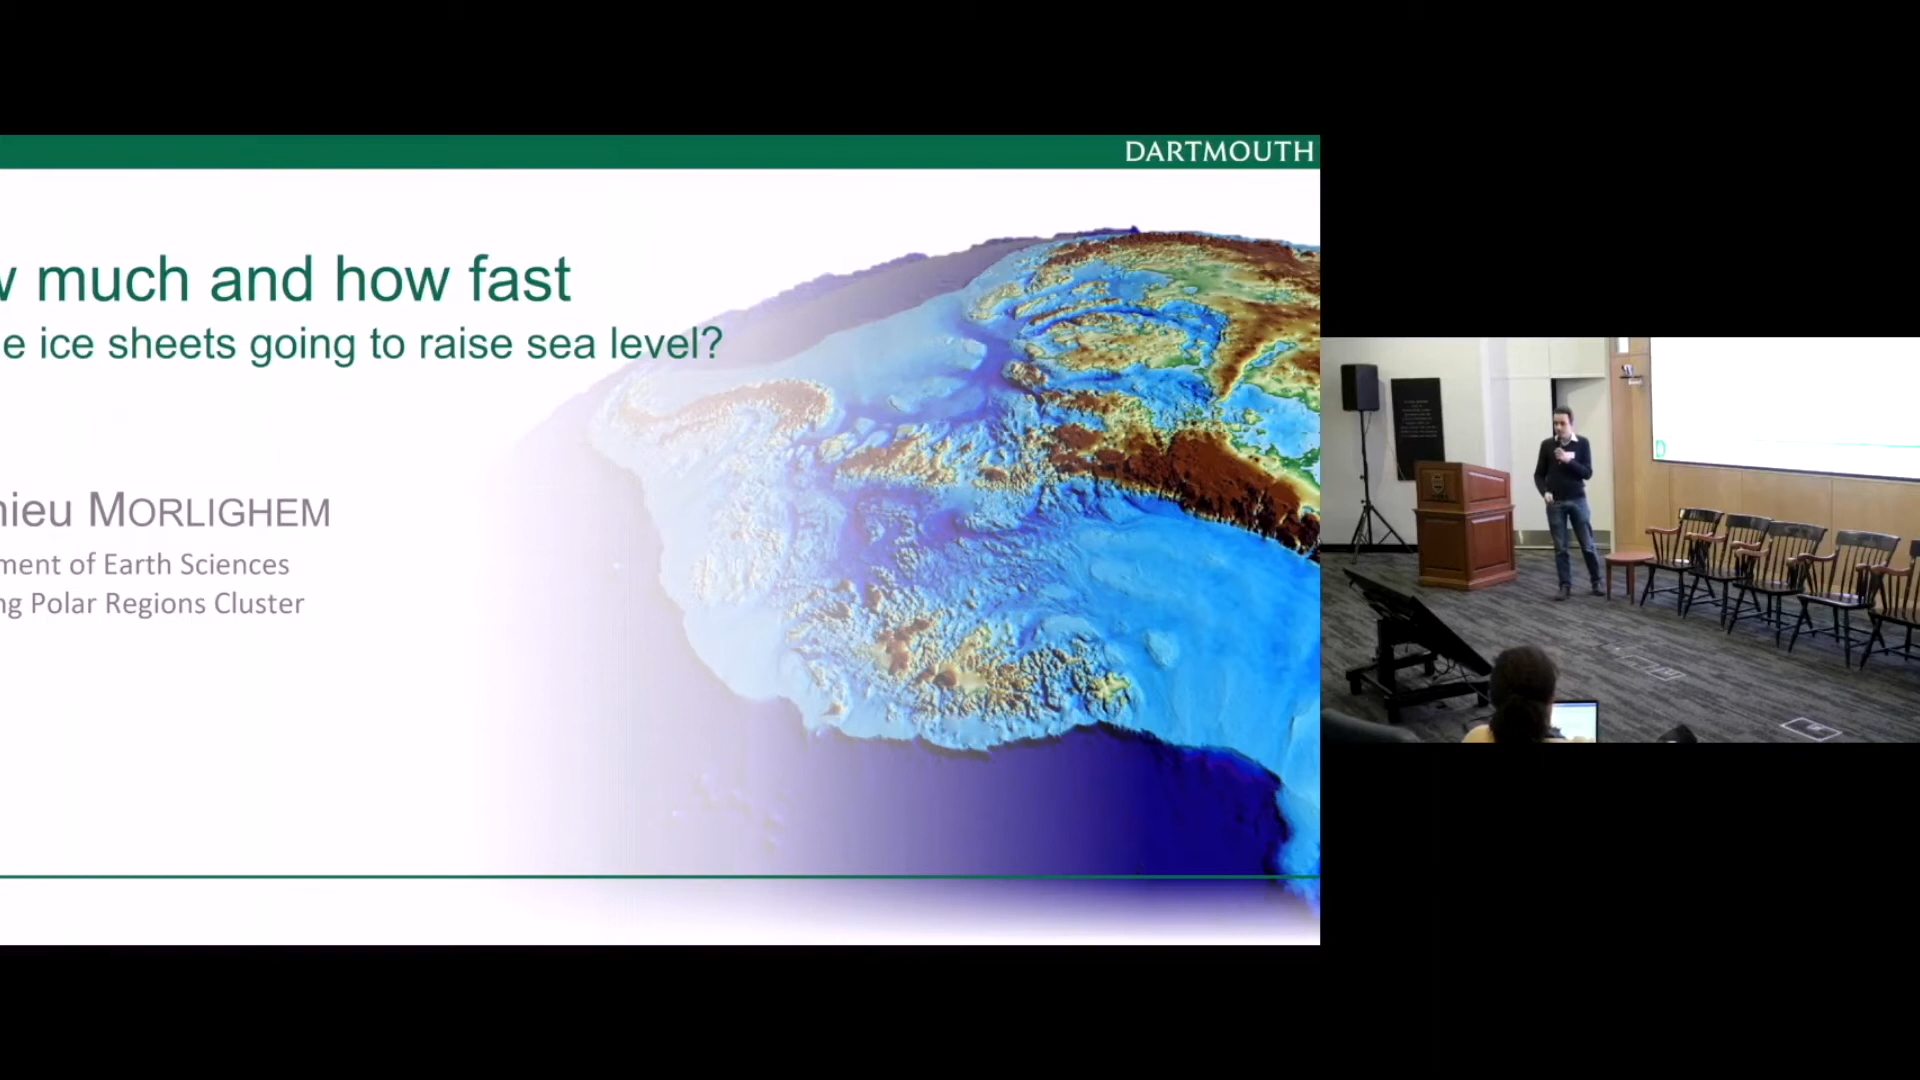 DARTMOUTH
w much and how fast
e ice sheets going to raise sea level?
hieu MORLIGHEM
ment of Earth Sciences
ng Polar Regions Cluster
D